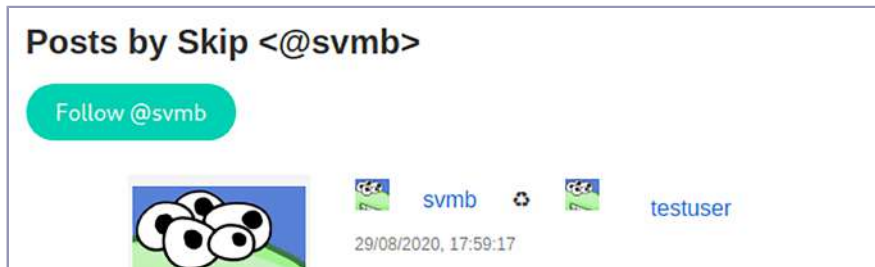 Posts by Skip <@svmb>
Follow @svmb
svmb ♻ testuser
29/08/2020, 17:59:17